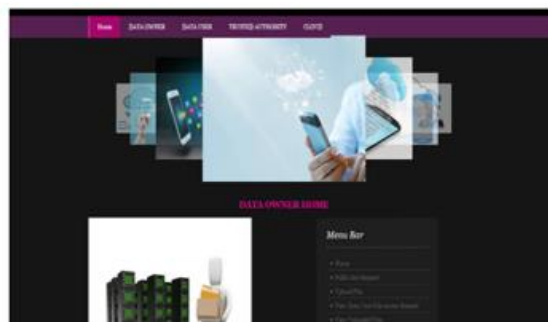 Home DATA OWNER DATA USER TRUSTED AUTHORITY CLOUD
DATA OWNER HOME
Menu Bar
Home
Upload File